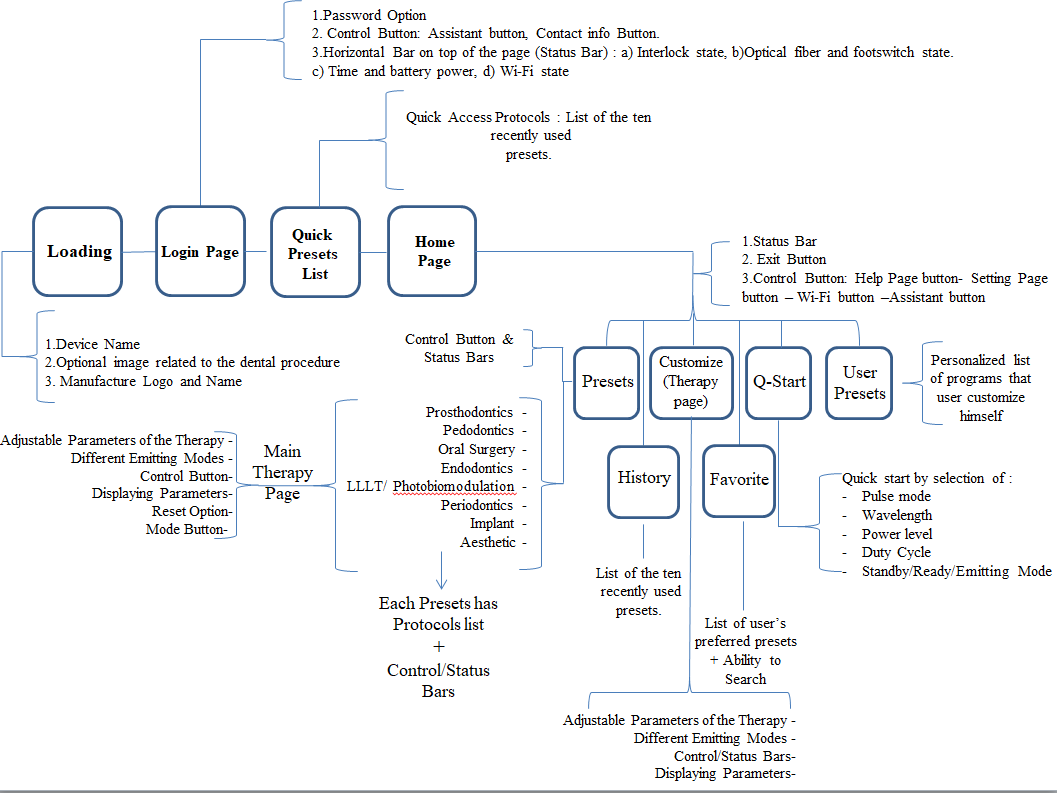 1.Password Option
2. Control Button: Assistant button, Contact info Button.
3.Horizontal Bar on top of the page (Status Bar) : a) Interlock state, b)Optical fiber and footswitch state.
c) Time and battery power, d) Wi-Fi state
Quick Access Protocols : List of the ten
recently used
presets.
Loading
Login Page
Quick
Presets
List
Home
Page
1.Status Bar
2. Exit Button
3.Control Button: Help Page button- Setting Page
button – Wi-Fi button –Assistant button
1.Device Name
2.Optional image related to the dental procedure
3. Manufacture Logo and Name
Control Button &
Status Bars
Presets
Customize
(Therapy
page)
Q-Start
User
Presets
Personalized list
of programs that
user customize
himself
Adjustable Parameters of the Therapy -
Different Emitting Modes -
Control Button-
Displaying Parameters-
Reset Option-
Mode Button-
Main
Therapy
Page
Prosthodontics -
Pedodontics -
Oral Surgery -
Endodontics -
LLLT/ Photobiomodulation -
Periodontics -
Implant -
Aesthetic -
Each Presets has
Protocols list
+
Control/Status
Bars
History
Favorite
Quick start by selection of :
- Pulse mode
- Wavelength
- Power level
- Duty Cycle
- Standby/Ready/Emitting Mode
List of the ten
recently used
presets.
List of user’s
preferred presets
+ Ability to
Search
Adjustable Parameters of the Therapy -
Different Emitting Modes -
Control/Status Bars-
Displaying Parameters-